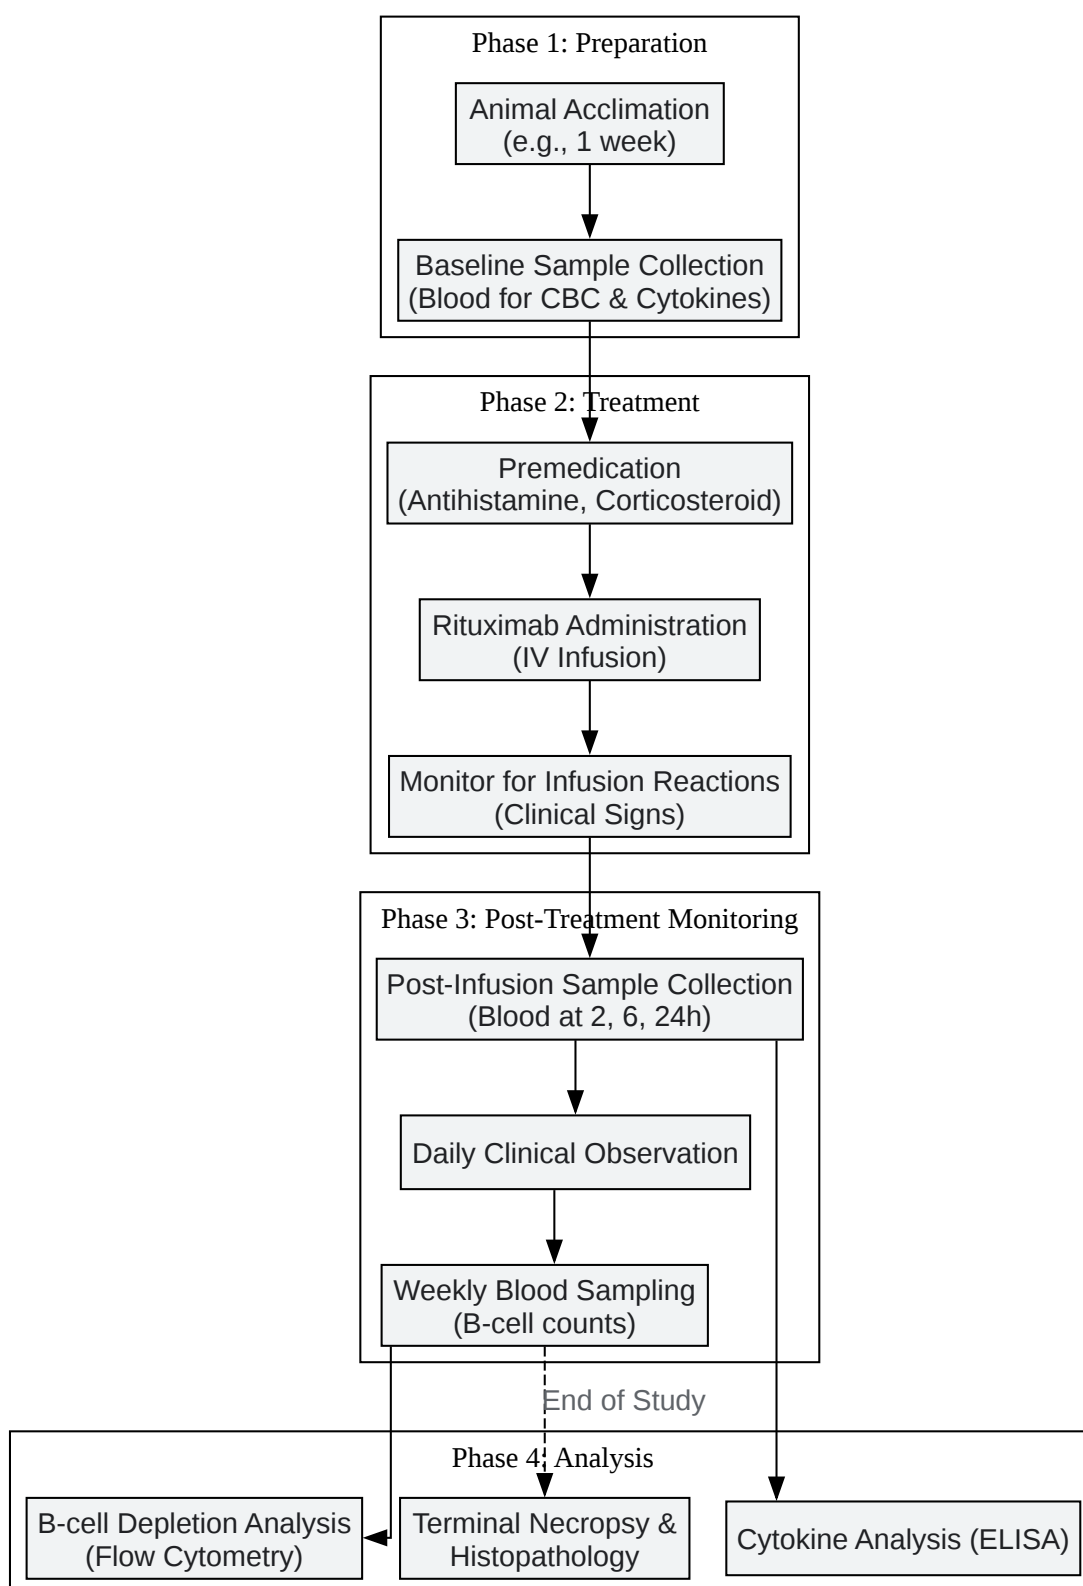 Phase 1: Preparation
Animal Acclimation
(e.g., 1 week)
Baseline Sample Collection
(Blood for CBC & Cytokines)
Phase 2: Treatment
Premedication
(Antihistamine, Corticosteroid)
Rituximab Administration
(IV Infusion)
Monitor for Infusion Reactions
(Clinical Signs)
Phase 3: Post-Treatment Monitoring
Post-Infusion Sample Collection
(Blood at 2, 6, 24h)
Daily Clinical Observation
Weekly Blood Sampling
(B-cell counts)
End of Study
Phase 4: Analysis
B-cell Depletion Analysis
(Flow Cytometry)
Terminal Necropsy &
Histopathology
Cytokine Analysis (ELISA)